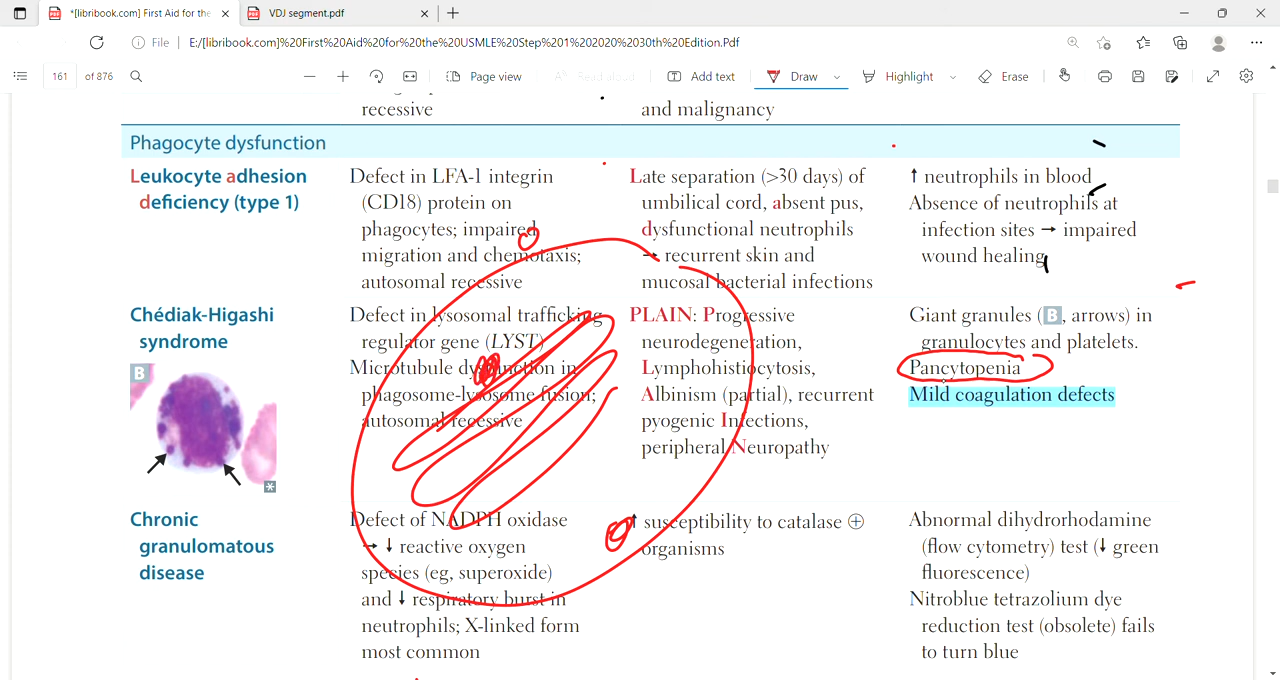 *[libribook.com] First Aid for the
VDJ segment.pdf
File
E:/[libribook.com]%20First%20Aid%20for%20the%20USMLE%20Step%201%202020%2030th%20Edition.Pdf
161 of 876
Page view
Read aloud
Add text
Draw
Highlight
Erase
recessive
and malignancy
Phagocyte dysfunction
Leukocyte adhesion
deficiency (type 1)
Defect in LFA-1 integrin
(CD18) protein on
phagocytes; impaired
migration and chemotaxis;
autosomal recessive
Late separation (>30 days) of
umbilical cord, absent pus,
dysfunctional neutrophils
→ recurrent skin and
mucosal bacterial infections
↑ neutrophils in blood
Absence of neutrophils at
infection sites → impaired
wound healing
Chédiak-Higashi
syndrome
B
*
Defect in lysosomal trafficking
regulator gene (LYST)
Microtubule dysfunction in
phagosome-lysosome fusion;
autosomal recessive
PLAIN: Progressive
neurodegeneration,
Lymphohistiocytosis,
Albinism (partial), recurrent
pyogenic Infections,
peripheral Neuropathy
Giant granules (B, arrows) in
granulocytes and platelets.
Pancytopenia
Mild coagulation defects
Chronic
granulomatous
disease
Defect of NADPH oxidase
→ ↓ reactive oxygen
species (eg, superoxide)
and ↓ respiratory burst in
neutrophils; X-linked form
most common
↑ susceptibility to catalase ⊕
organisms
Abnormal dihydrorhodamine
(flow cytometry) test (↓ green
fluorescence)
Nitroblue tetrazolium dye
reduction test (obsolete) fails
to turn blue